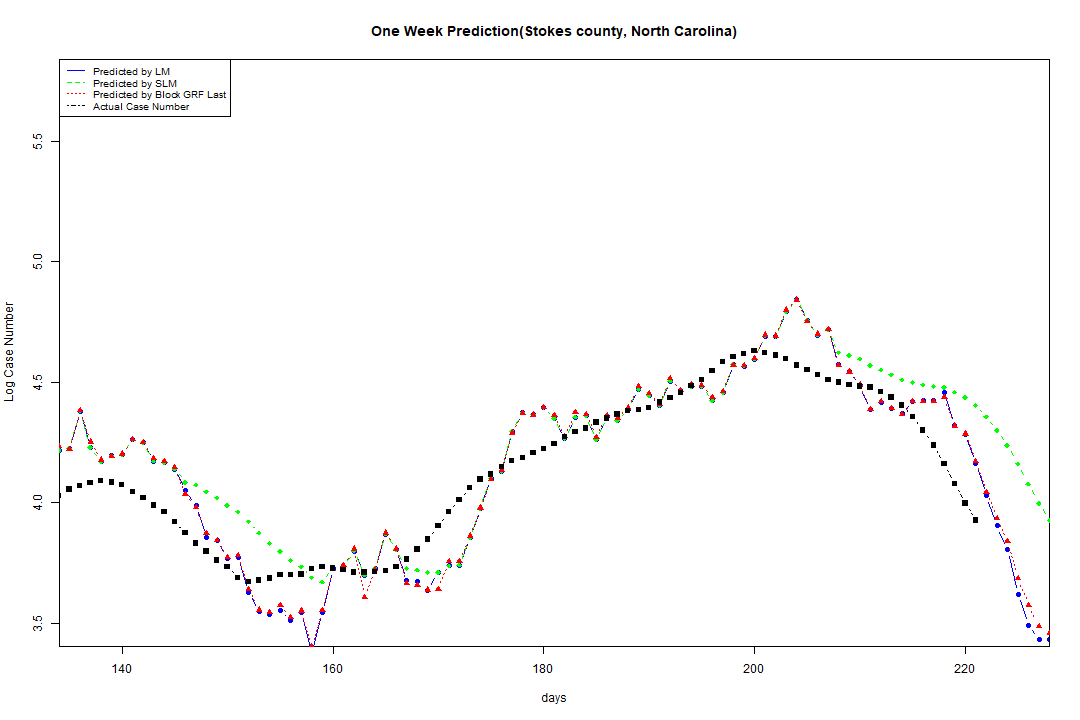 One Week Prediction(Stokes county, North Carolina)
Predicted by LM
Predicted by SLM
Predicted by Block GRF Last
Actual Case Number
5.5
5.0
4.5
4.0
3.5
Log Case Number
140 160 180 200 220
days